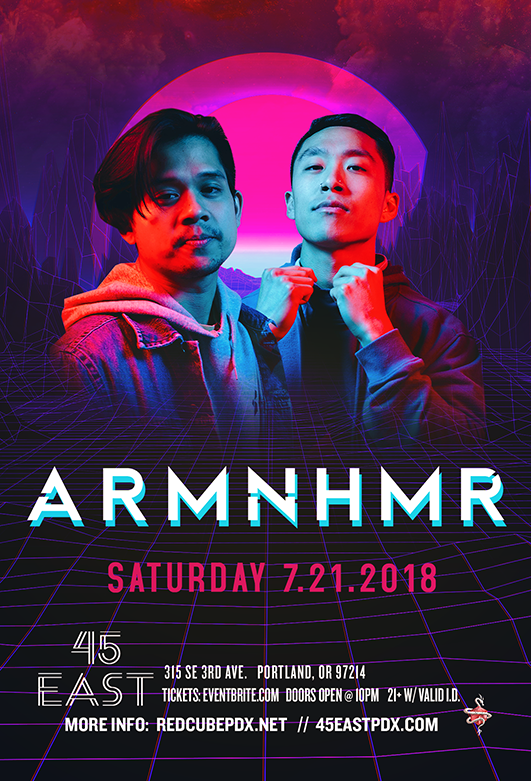 ARMNHMR
SATURDAY 7.21.2018
45
EAST
315 SE 3RD AVE. PORTLAND, OR 97214
TICKETS: EVENTBRITE.COM DOORS OPEN @ 10PM 21+ W/ VALID I.D.
MORE INFO: REDCUBEPDX.NET // 45EASTPDX.COM